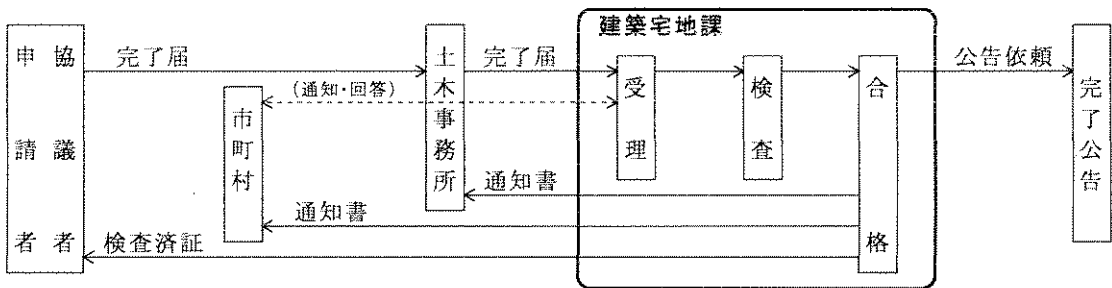 建築宅地課
申請者
協議者
完了届
土木事務所
完了届
受理
検査
合格
公告依頼
完了公告
(通知・回答)
市町村
通知書
通知書
検査済証